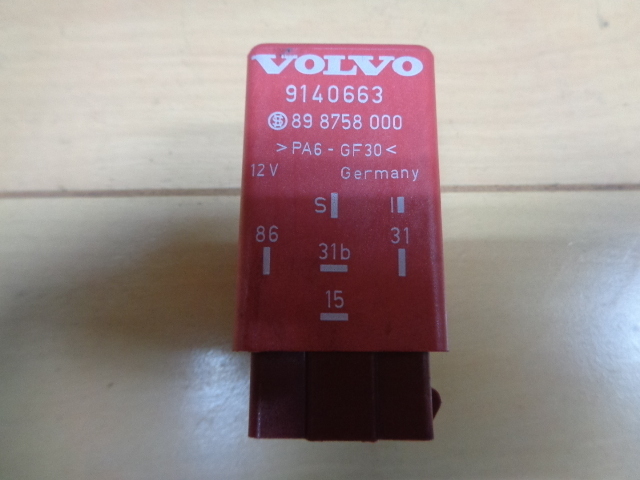 VOLVO
9140663
89 8758 000
>PA6-GF30<
12V Germany
S I
86 31b 31
15